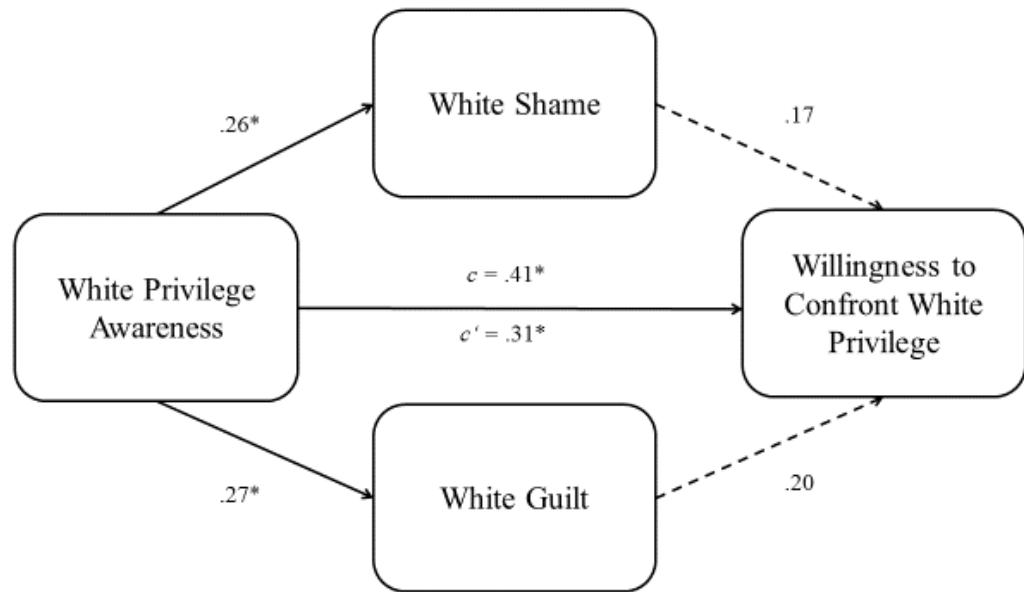 White Shame
.26*
.17
White Privilege
Awareness
c = .41*
c‘ = .31*
Willingness to
Confront White
Privilege
.27*
White Guilt
.20